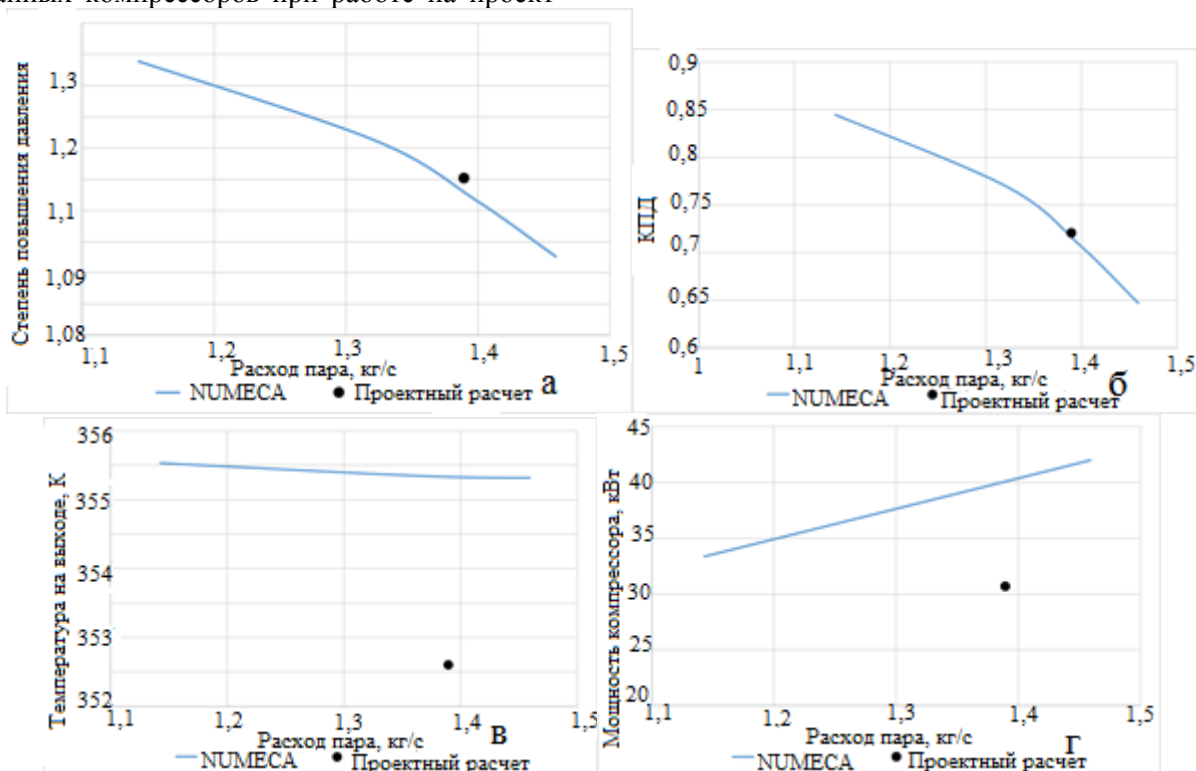 компрессоров при работе на проект
Степень повышения давления
1,3
1,2
1,1
1,09
1,08
1,1
1,2
1,3
1,4
1,5
Расход пара, кг/с
NUMECA
Проектный расчет
а
КПД
0,9
0,85
0,8
0,75
0,7
0,65
0,6
1
1,1
1,2
1,3
1,4
1,5
Расход пара, кг/с
NUMECA
Проектный расчет
б
Температура на выходе, К
356
355
354
353
352
1,1
1,2
1,3
1,4
1,5
Расход пара, кг/с
NUMECA
Проектный расчет
в
Мощность компрессора, кВт
45
40
35
30
25
20
1,1
1,2
1,3
1,4
1,5
Расход пара, кг/с
NUMECA
Проектный расчет
г